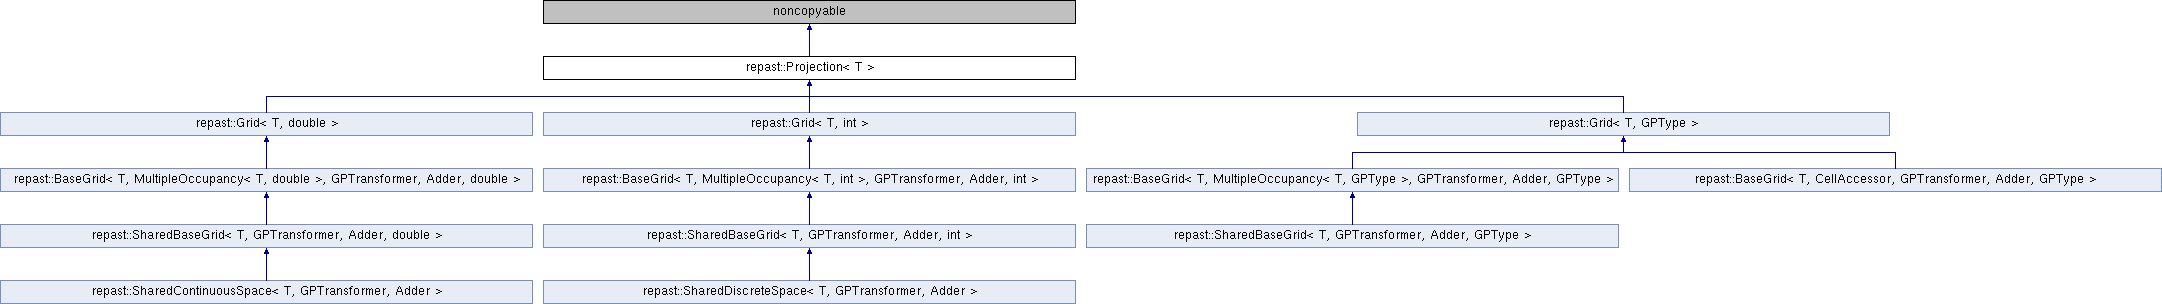 noncopyable
repast::Projection< T >
repast::Grid< T, double >
repast::Grid< T, int >
repast::Grid< T, GPType >
repast::BaseGrid< T, MultipleOccupancy< T, double >, GPTransformer, Adder, double >
repast::BaseGrid< T, MultipleOccupancy< T, int >, GPTransformer, Adder, int >
repast::BaseGrid< T, MultipleOccupancy< T, GPType >, GPTransformer, Adder, GPType >
repast::BaseGrid< T, CellAccessor, GPTransformer, Adder, GPType >
repast::SharedBaseGrid< T, GPTransformer, Adder, double >
repast::SharedBaseGrid< T, GPTransformer, Adder, int >
repast::SharedBaseGrid< T, GPTransformer, Adder, GPType >
repast::SharedContinuousSpace< T, GPTransformer, Adder >
repast::SharedDiscreteSpace< T, GPTransformer, Adder >